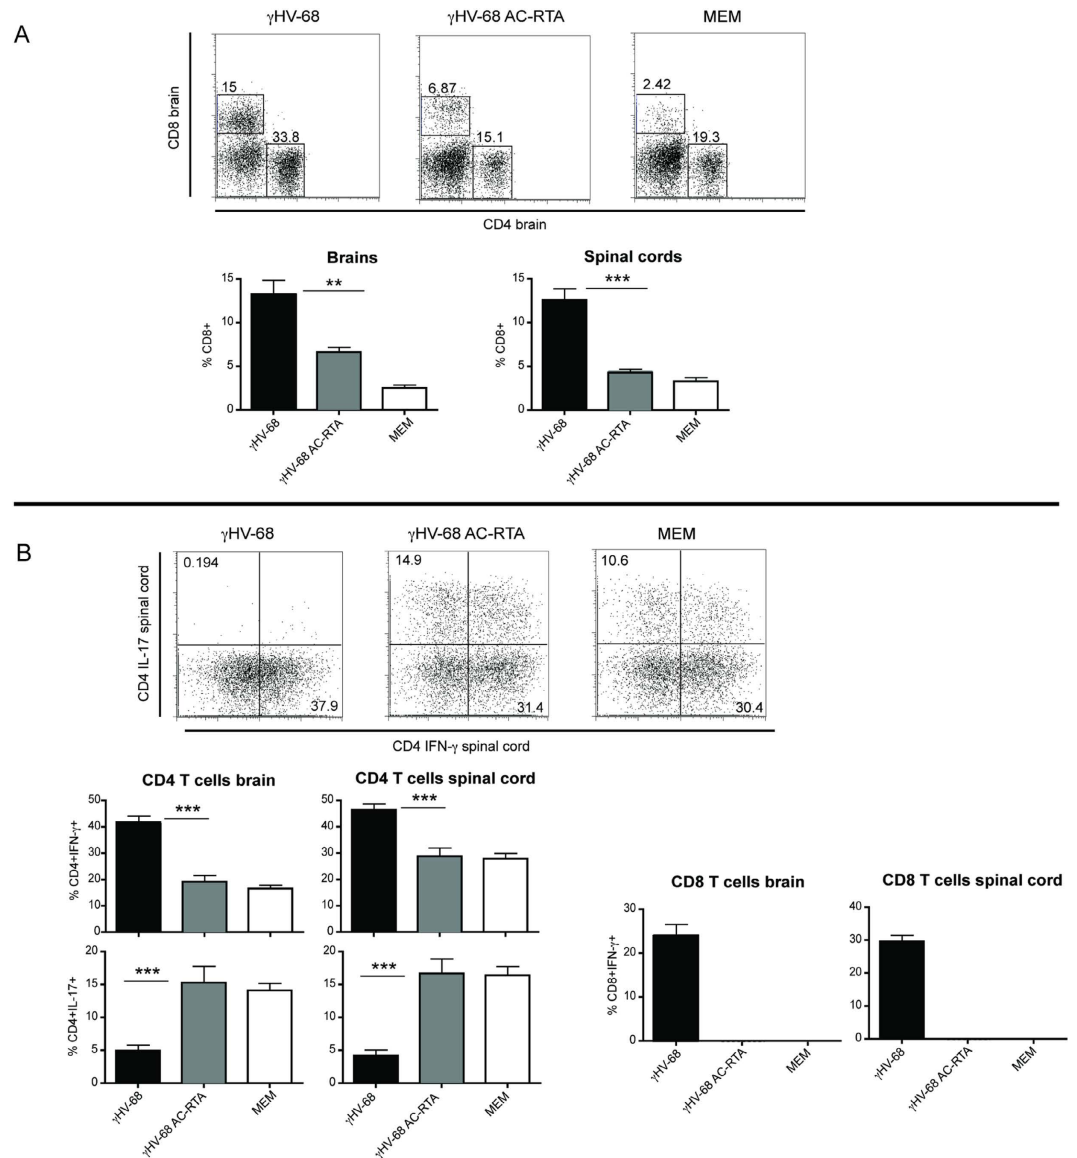 A
γHV-68 γHV-68 AC-RTA MEM
CD8 brain
15 6.87 2.42
33.8 15.1 19.3
CD4 brain
Brains Spinal cords
% CD8+
15
10
5
0
**
γHV-68 γHV-68 AC-RTA MEM
% CD8+
15
10
5
0
***
γHV-68 γHV-68 AC-RTA MEM
B
γHV-68 γHV-68 AC-RTA MEM
CD4 IL-17 spinal cord
0.194 14.9 10.6
37.9 31.4 30.4
CD4 IFN-γ spinal cord
CD4 T cells brain CD4 T cells spinal cord
% CD4+IFN-γ+
50
40
30
20
10
0
***
50
40
30
20
10
0
***
% CD4+IL-17+
20
15
10
5
0
***
γHV-68 γHV-68 AC-RTA MEM
20
15
10
5
0
***
γHV-68 γHV-68 AC-RTA MEM
CD8 T cells brain CD8 T cells spinal cord
% CD8+IFN-γ+
30
20
10
0
γHV-68 γHV-68 AC-RTA MEM
40
30
20
10
0
γHV-68 γHV-68 AC-RTA MEM